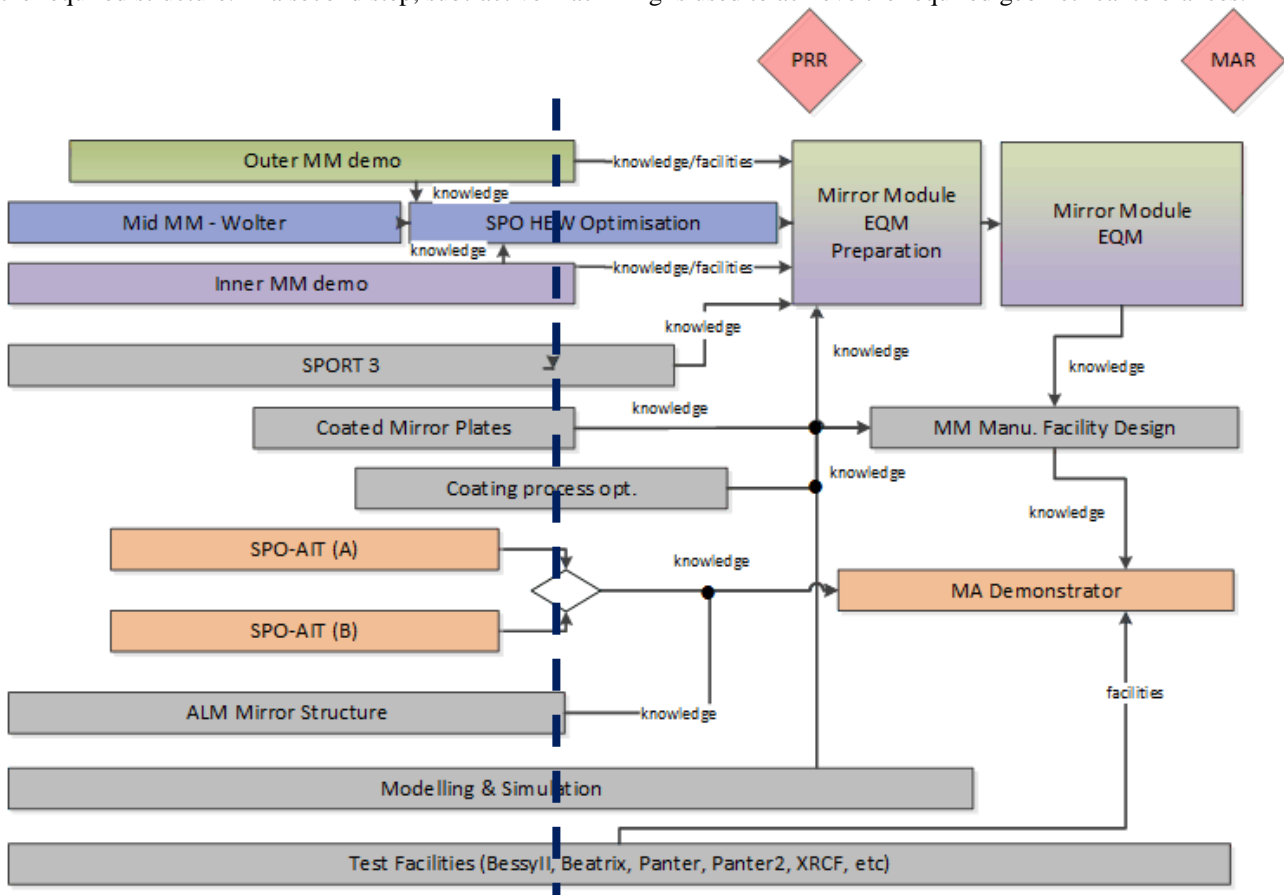 PRR
MAR
Outer MM demo
knowledge/facilities
knowledge
Mid MM - Wolter
SPO HEW Optimisation
Mirror Module
EQM
Preparation
Mirror Module
EQM
knowledge
Inner MM demo
knowledge/facilities
knowledge
SPORT 3
knowledge
knowledge
Coated Mirror Plates
knowledge
MM Manu. Facility Design
Coating process opt.
knowledge
knowledge
SPO-AIT (A)
knowledge
MA Demonstrator
SPO-AIT (B)
ALM Mirror Structure
knowledge
facilities
Modelling & Simulation
Test Facilities (BessyII, Beatrix, Panter, Panter2, XRCF, etc)